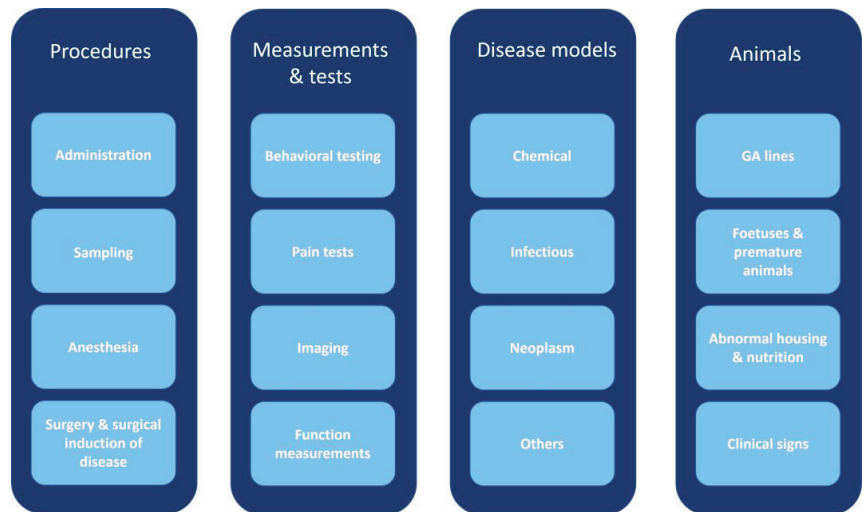 Procedures
Administration
Sampling
Anesthesia
Surgery & surgical
induction of
disease
Measurements
& tests
Behavioral testing
Pain tests
Imaging
Function
measurements
Disease models
Chemical
Infectious
Neoplasm
Others
Animals
GA lines
Foetuses &
premature
animals
Abnormal housing
& nutrition
Clinical signs